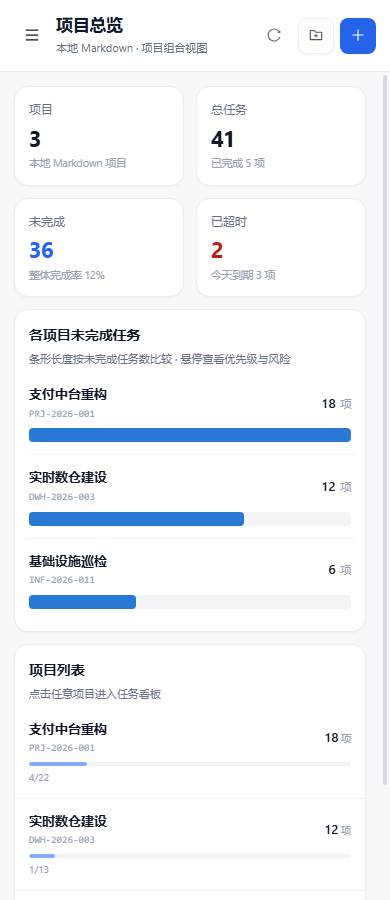 项目总览
本地 Markdown · 项目组合视图
项目
3
本地 Markdown 项目
总任务
41
已完成 5 项
未完成
36
整体完成率 12%
已超时
2
今天到期 3 项
各项目未完成任务
条形长度按未完成任务数比较 · 悬停查看优先级与风险
支付中台重构
PRJ-2026-001
18 项
实时数仓建设
DWH-2026-003
12 项
基础设施巡检
INF-2026-011
6 项
项目列表
点击任意项目进入任务看板
支付中台重构
PRJ-2026-001
18 项
4/22
实时数仓建设
DWH-2026-003
12 项
1/13